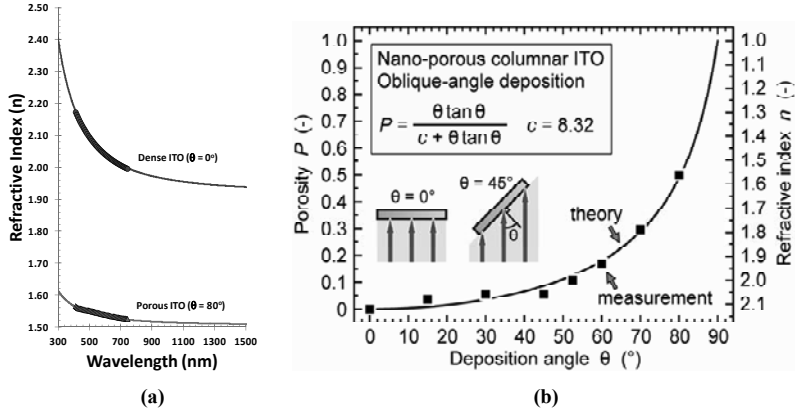 2.50
2.40
2.30
2.20
2.10
2.00
1.90
1.80
1.70
1.60
1.50
Refractive Index (n)
Dense ITO (θ = 0°)
Porous ITO (θ = 80°)
300 500 700 900 1100 1300 1500
Wavelength (nm)
(a)
1.0
0.9
0.8
0.7
0.6
0.5
0.4
0.3
0.2
0.1
0
Porosity P (-)
Nano-porous columnar ITO
Oblique-angle deposition
P = θ tan θ / c + θ tan θ c = 8.32
θ = 0°
θ = 45°
θ
theory
measurement
1.0
1.1
1.2
1.3
1.4
1.5
1.6
1.7
1.8
1.9
2.0
2.1
Refractive index n (-)
0 10 20 30 40 50 60 70 80 90
Deposition angle θ (°)
(b)